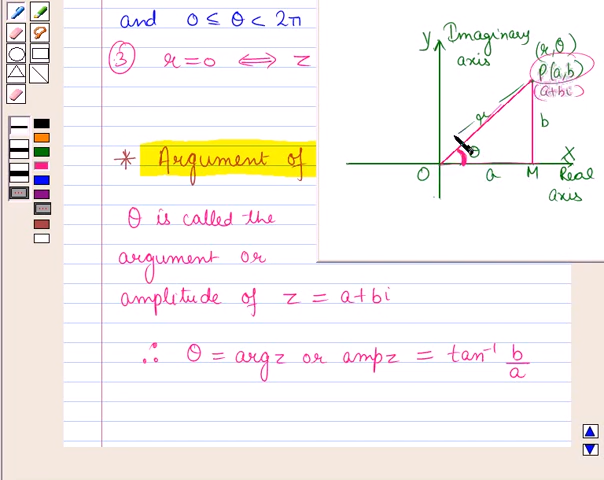 and 0 ≤ θ < 2π
③ r = 0 ⟺ z
* Argument of
θ is called the
argument or
amplitude of z = a+bi
∴ θ = arg z or amp z = tan⁻¹ b/a
Y Imaginary
axis
(r,θ)
P(a,b)
(a+bi)
r
b
θ
O a M X Real
axis